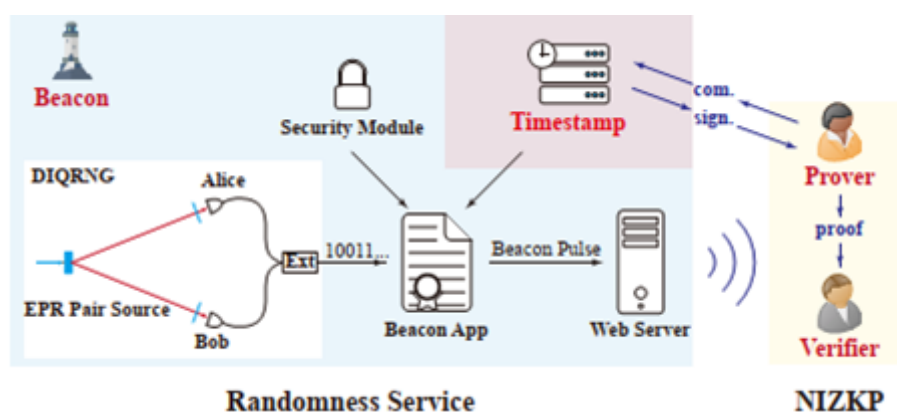 Beacon
Security Module
Timestamp
com.
sign.
Prover
proof
Verifier
DIQRNG
Alice
EPR Pair Source
Bob
Ext
10011...
Beacon App
Beacon Pulse
Web Server
Randomness Service
NIZKP